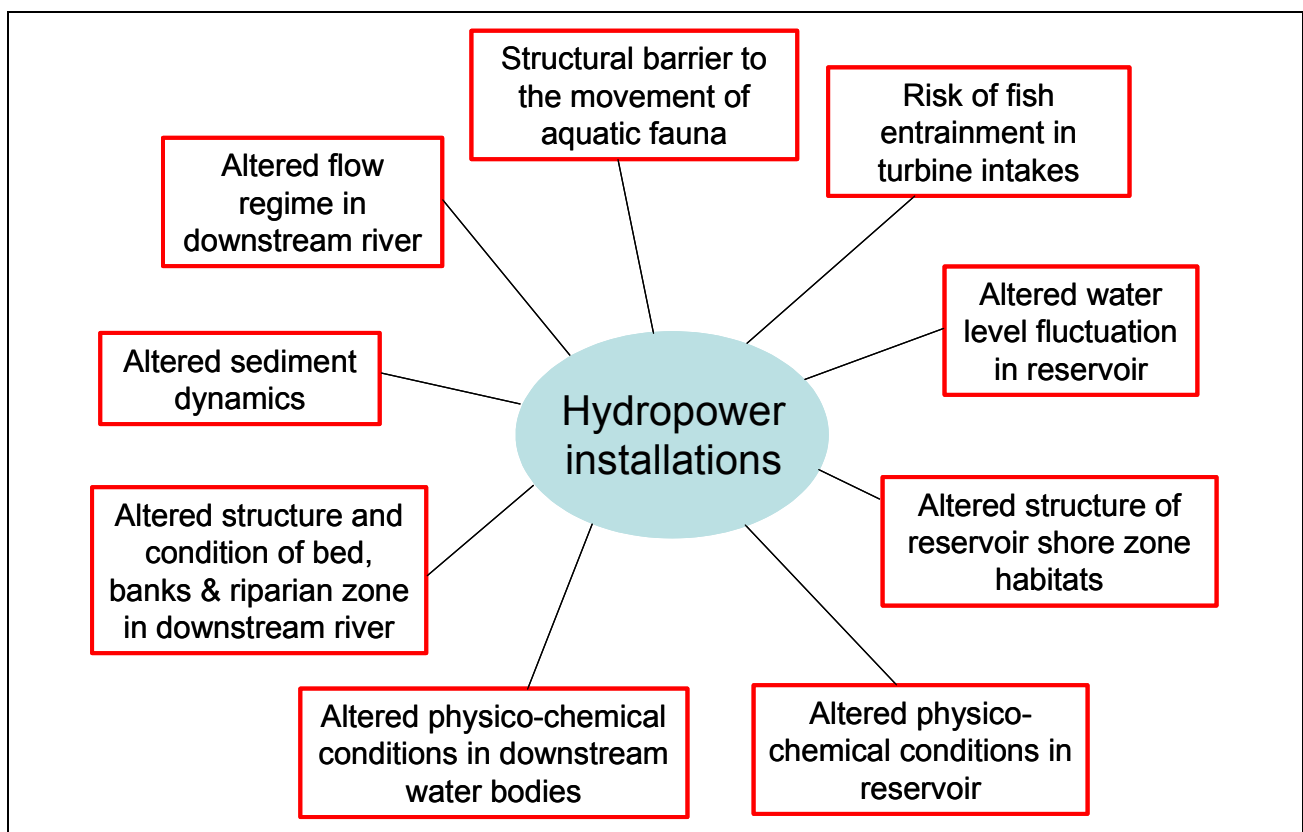 Structural barrier to
the movement of
aquatic fauna
Risk of fish
entrainment in
turbine intakes
Altered flow
regime in
downstream river
Altered water
level fluctuation
in reservoir
Altered sediment
dynamics
Hydropower
installations
Altered structure and
condition of bed,
banks & riparian zone
in downstream river
Altered structure of
reservoir shore zone
habitats
Altered physico-chemical
conditions in downstream
water bodies
Altered physico-
chemical conditions in
reservoir